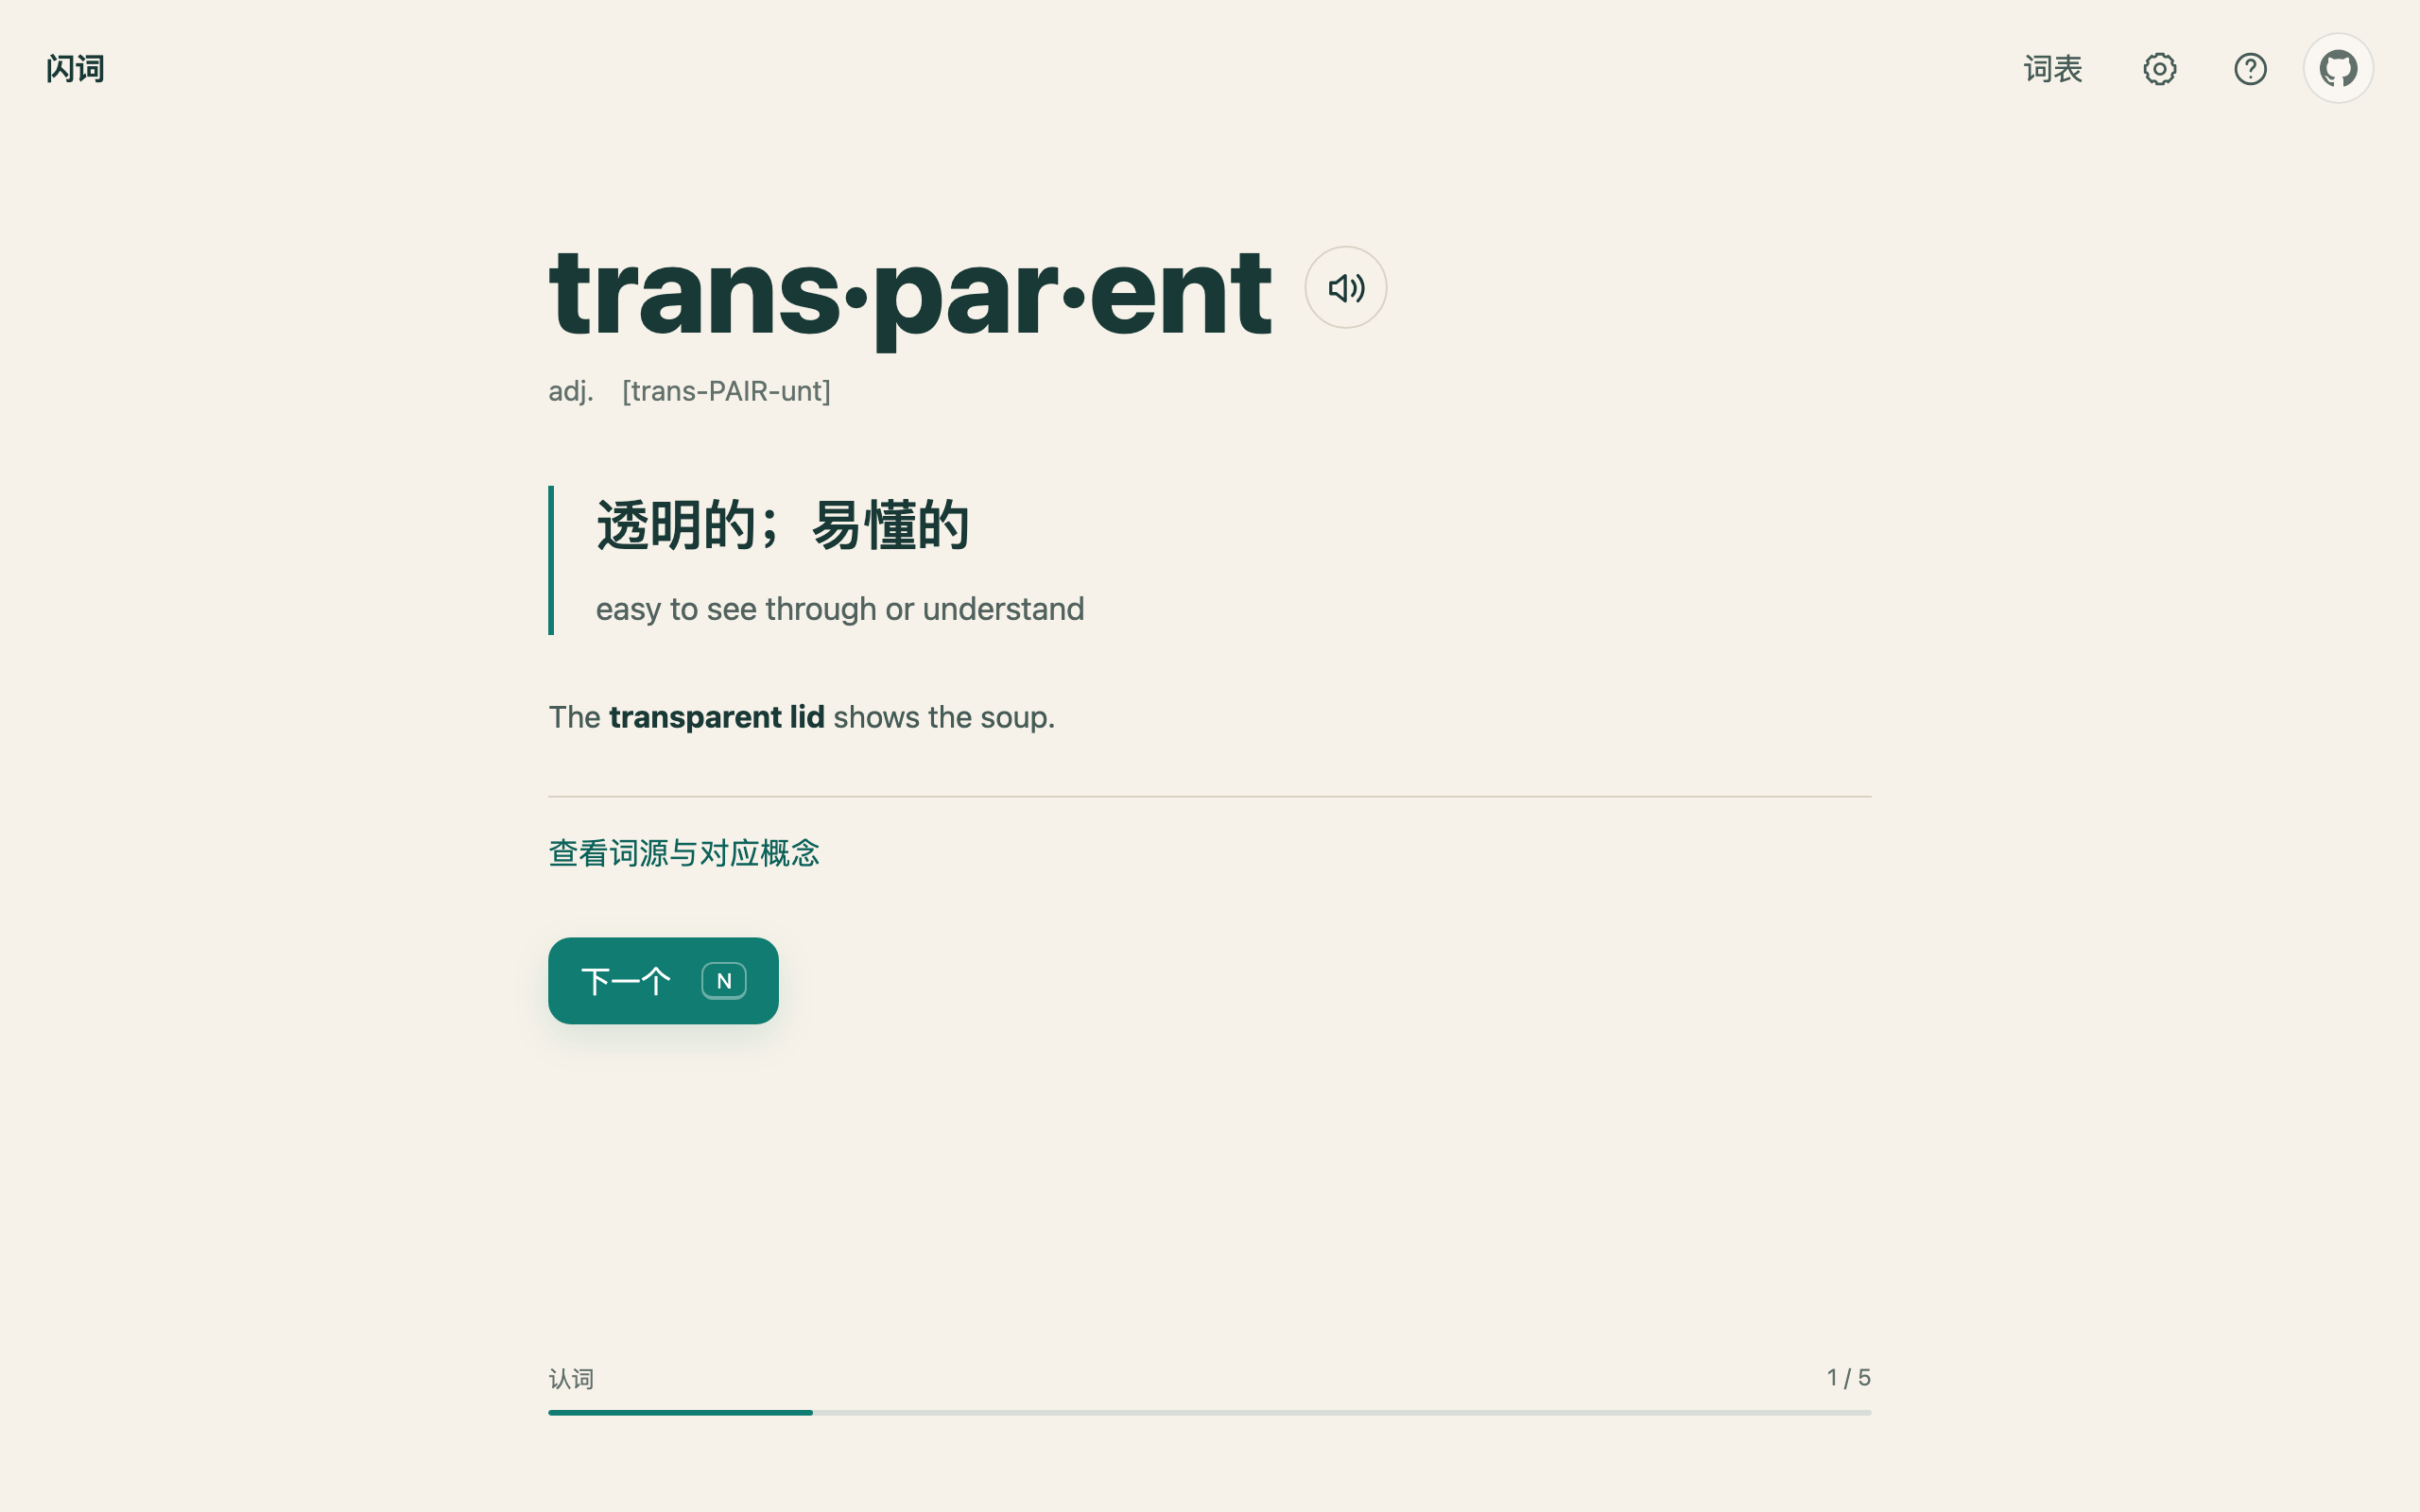 闪词
词表
trans·par·ent
adj. [trans-PAIR-unt]
透明的；易懂的
easy to see through or understand
The transparent lid shows the soup.
查看词源与对应概念
下一个 N
认词 1 / 5